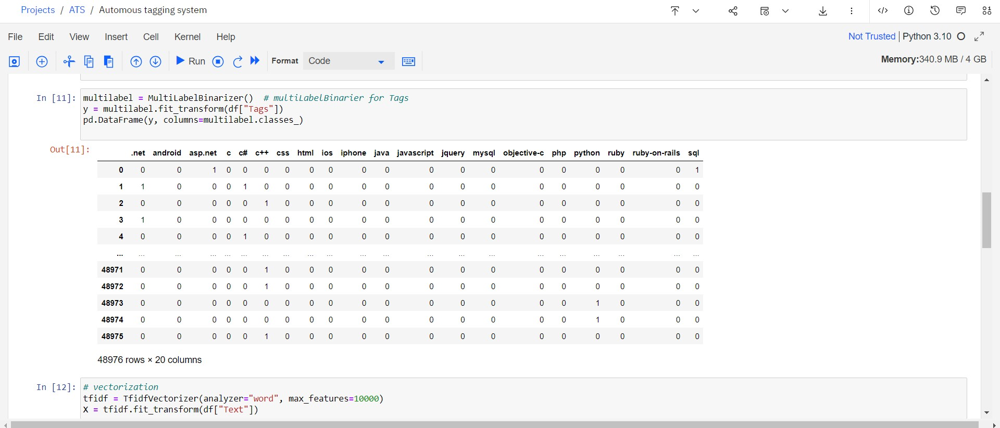 Projects / ATS / Automous tagging system
File Edit View Insert Cell Kernel Help
Not Trusted Python 3.10
Run Format Code
Memory:340.9 MB / 4 GB
In [11]: multilabel = MultiLabelBinarizer()  # multiLabelBinarier for Tags
y = multilabel.fit_transform(df["Tags"])
pd.DataFrame(y, columns=multilabel.classes_)
Out[11]:
.net android asp.net c c# c++ css html ios iphone java javascript jquery mysql objective-c php python ruby ruby-on-rails sql
0 0 0 1 0 0 0 0 0 0 0 0 0 0 0 0 0 0 0 0 1
1 1 0 0 0 1 0 0 0 0 0 0 0 0 0 0 0 0 0 0 0
2 0 0 0 0 0 1 0 0 0 0 0 0 0 0 0 0 0 0 0 0
3 1 0 0 0 0 0 0 0 0 0 0 0 0 0 0 0 0 0 0 0
4 0 0 0 0 1 0 0 0 0 0 0 0 0 0 0 0 0 0 0 0
... ... ... ... ... ... ... ... ... ... ... ... ... ... ... ... ... ... ... ... ...
48971 0 0 0 0 0 1 0 0 0 0 0 0 0 0 0 0 0 0 0 0
48972 0 0 0 0 0 1 0 0 0 0 0 0 0 0 0 0 0 0 0 0
48973 0 0 0 0 0 0 0 0 0 0 0 0 0 0 0 0 1 0 0 0
48974 0 0 0 0 0 0 0 0 0 0 0 0 0 0 0 0 1 0 0 0
48975 0 0 0 0 0 1 0 0 0 0 0 0 0 0 0 0 0 0 0 0
48976 rows × 20 columns
In [12]: # vectorization
tfidf = TfidfVectorizer(analyzer="word", max_features=10000)
X = tfidf.fit_transform(df["Text"])